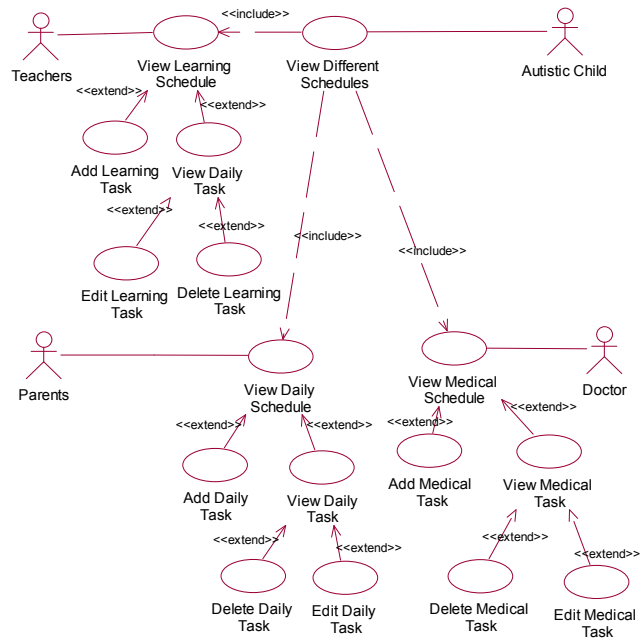 <<include>>
Teachers
View Learning
Schedule
View Different
Schedules
Autistic Child
<<extend>>
<<extend>>
Add Learning
Task
View Daily
Task
<<extend>>
<<extend>>
<<include>>
<<include>>
Edit Learning
Task
Delete Learning
Task
Parents
View Daily
Schedule
View Medical
Schedule
Doctor
<<extend>>
<<extend>>
<<extend>>
<<extend>>
Add Daily
Task
View Daily
Task
Add Medical
Task
View Medical
Task
<<extend>>
<<extend>>
<<extend>>
<<extend>>
Delete Daily
Task
Edit Daily
Task
Delete Medical
Task
Edit Medical
Task